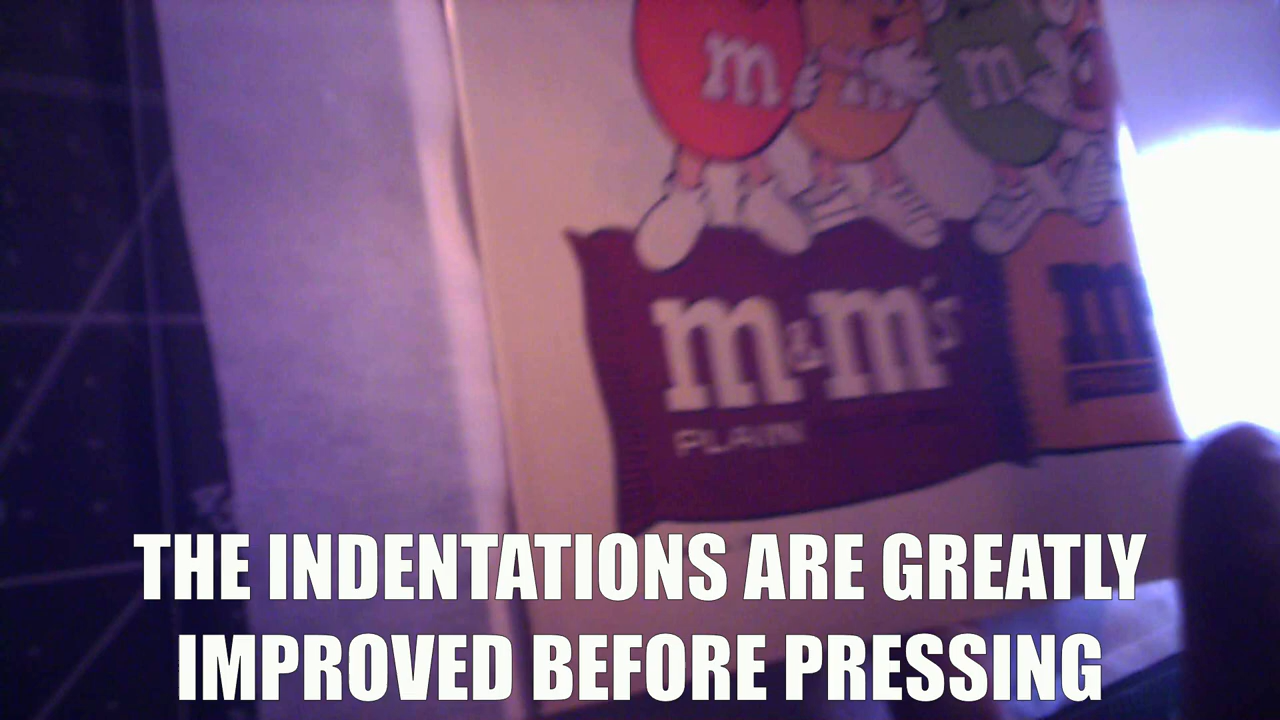 m m m
m&m's
PLAIN
m
THE INDENTATIONS ARE GREATLY
IMPROVED BEFORE PRESSING